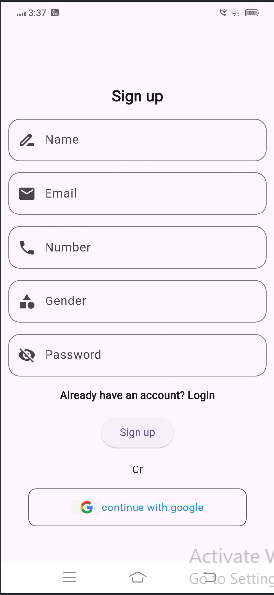 3:37
Sign up
Name
Email
Number
Gender
Password
Already have an account? Login
Sign up
Or
continue with google
Activate W
Go to Setting